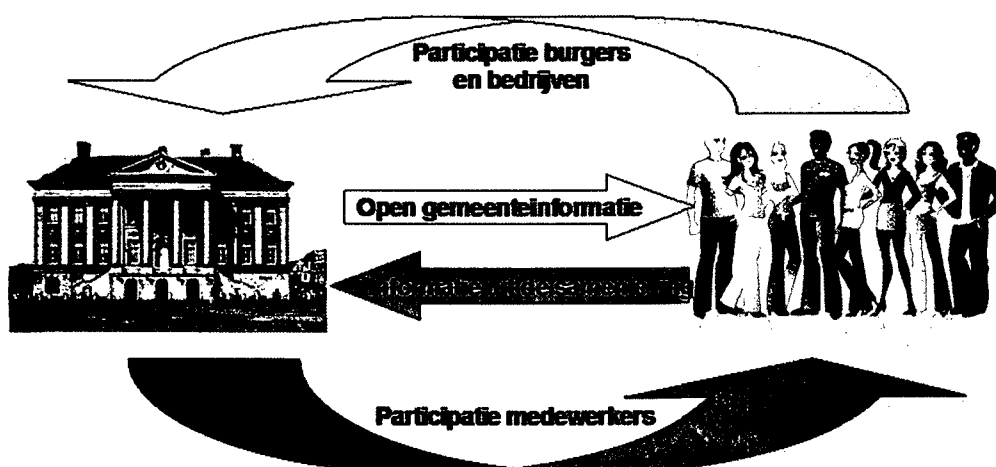 Participatie burgers
en bedrijven
Open gemeenteinformatie
Participatie medewerkers